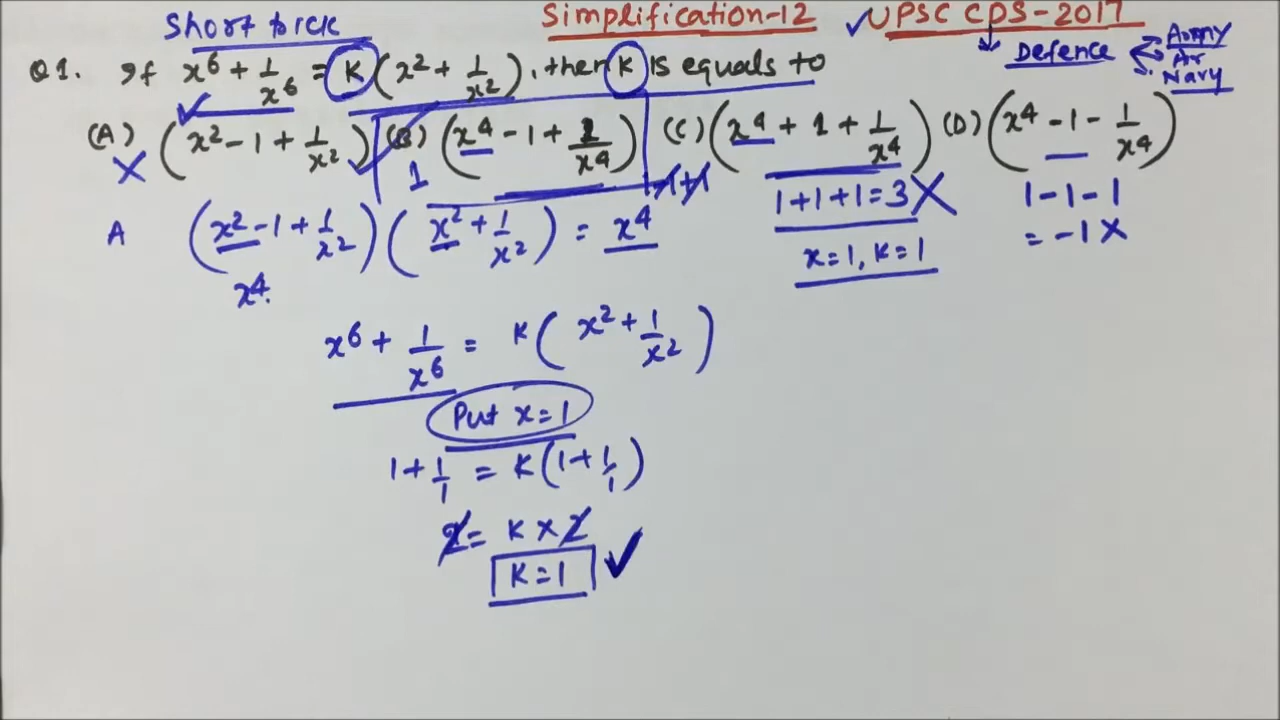 Short trick
Simplification-12
UPSC CDS-2017
Defence
Army
Air
Navy
Q1. If x⁶ + 1/x⁶ = K(x² + 1/x²), then K is equals to
(A) (x² - 1 + 1/x²) (B) (x⁴ - 1 + 1/x⁴) (C) (x⁴ + 1 + 1/x⁴) (D) (x⁴ - 1 - 1/x⁴)
1
1+1+1=3
1-1-1
= -1
x=1, K=1
A (x² - 1 + 1/x²)(x² + 1/x²) = x⁴
x⁴.
x⁶ + 1/x⁶ = K(x² + 1/x²)
Put x=1
1 + 1/1 = K(1 + 1/1)
2 = K × 2
K=1